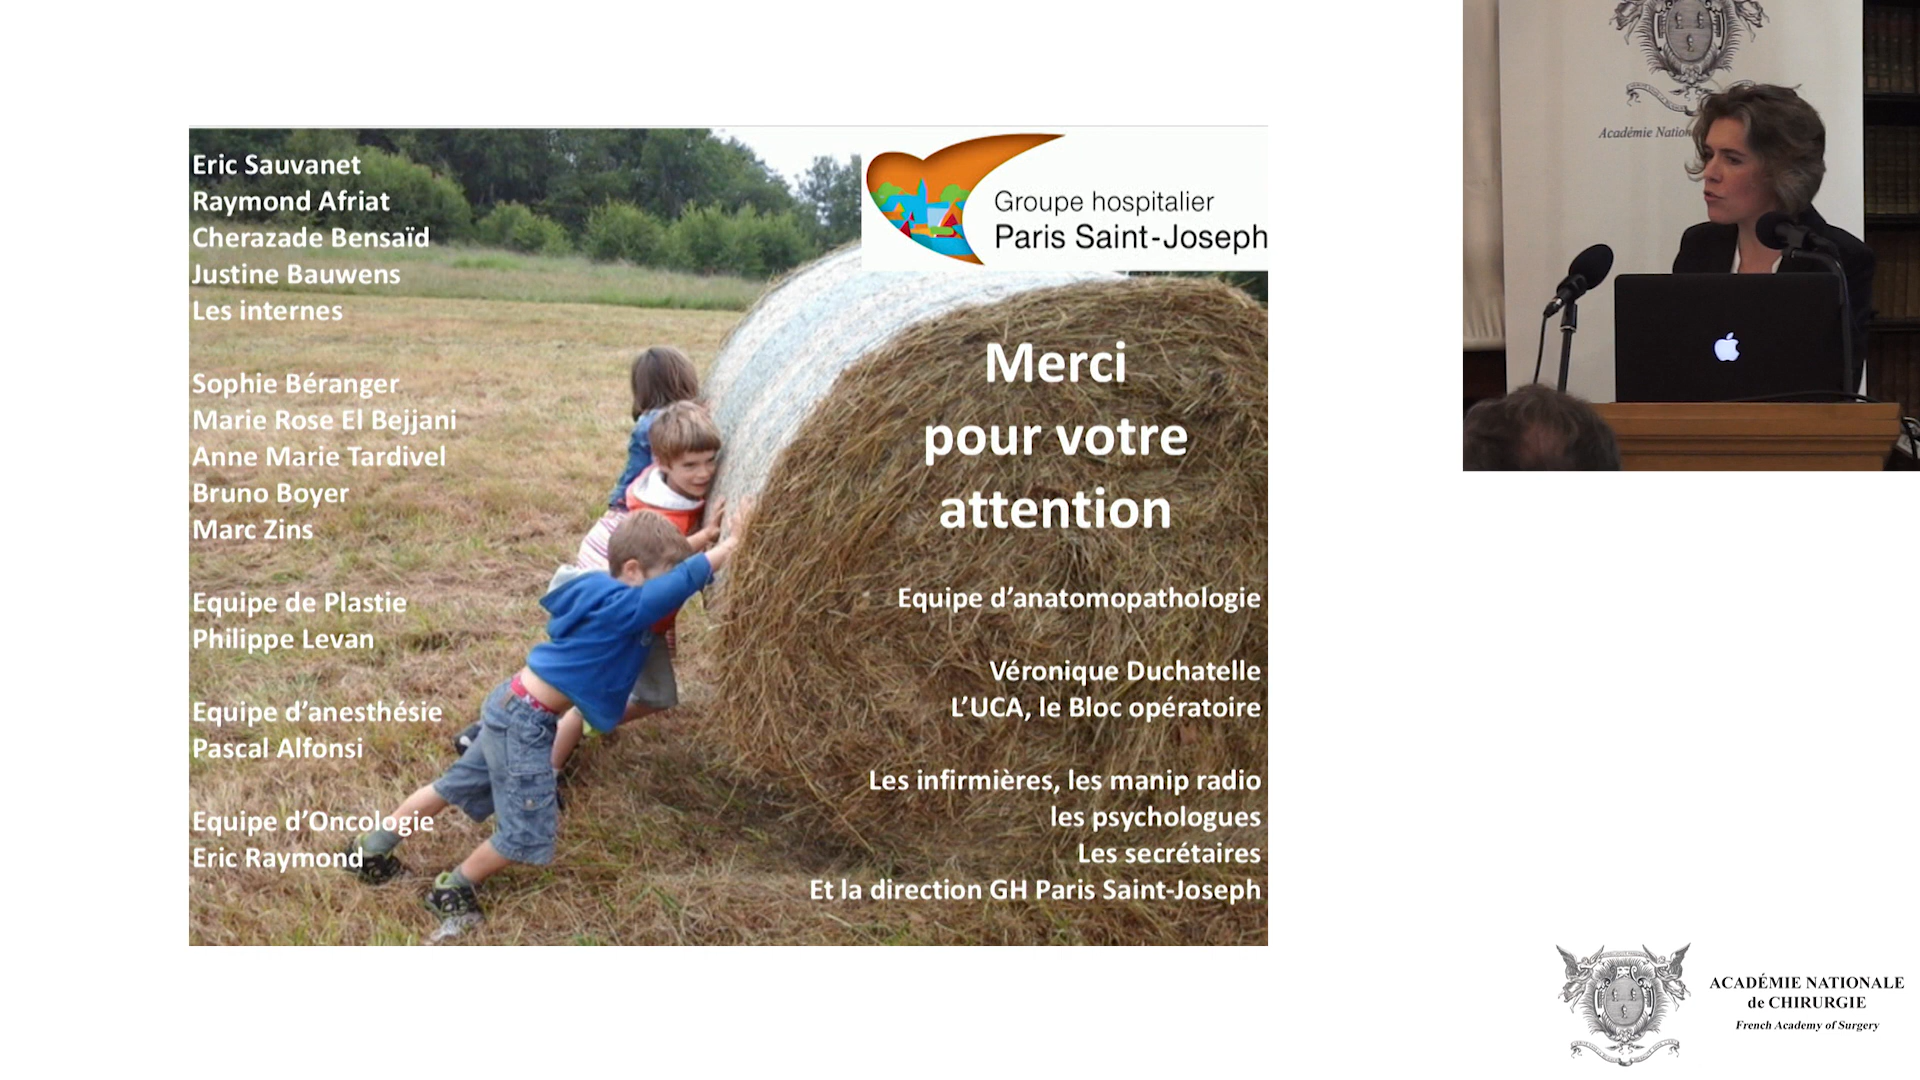 Eric Sauvanet
Raymond Afriat
Cherazade Bensaïd
Justine Bauwens
Les internes
Sophie Béranger
Marie Rose El Bejjani
Anne Marie Tardivel
Bruno Boyer
Marc Zins
Equipe de Plastie
Philippe Levan
Equipe d’anesthésie
Pascal Alfonsi
Equipe d’Oncologie
Eric Raymond
Groupe hospitalier
Paris Saint-Joseph
Merci
pour votre
attention
Equipe d’anatomopathologie
Véronique Duchatelle
L’UCA, le Bloc opératoire
Les infirmières, les manip radio
les psychologues
Les secrétaires
Et la direction GH Paris Saint-Joseph
Académie
ACADÉMIE NATIONALE
de CHIRURGIE
French Academy of Surgery